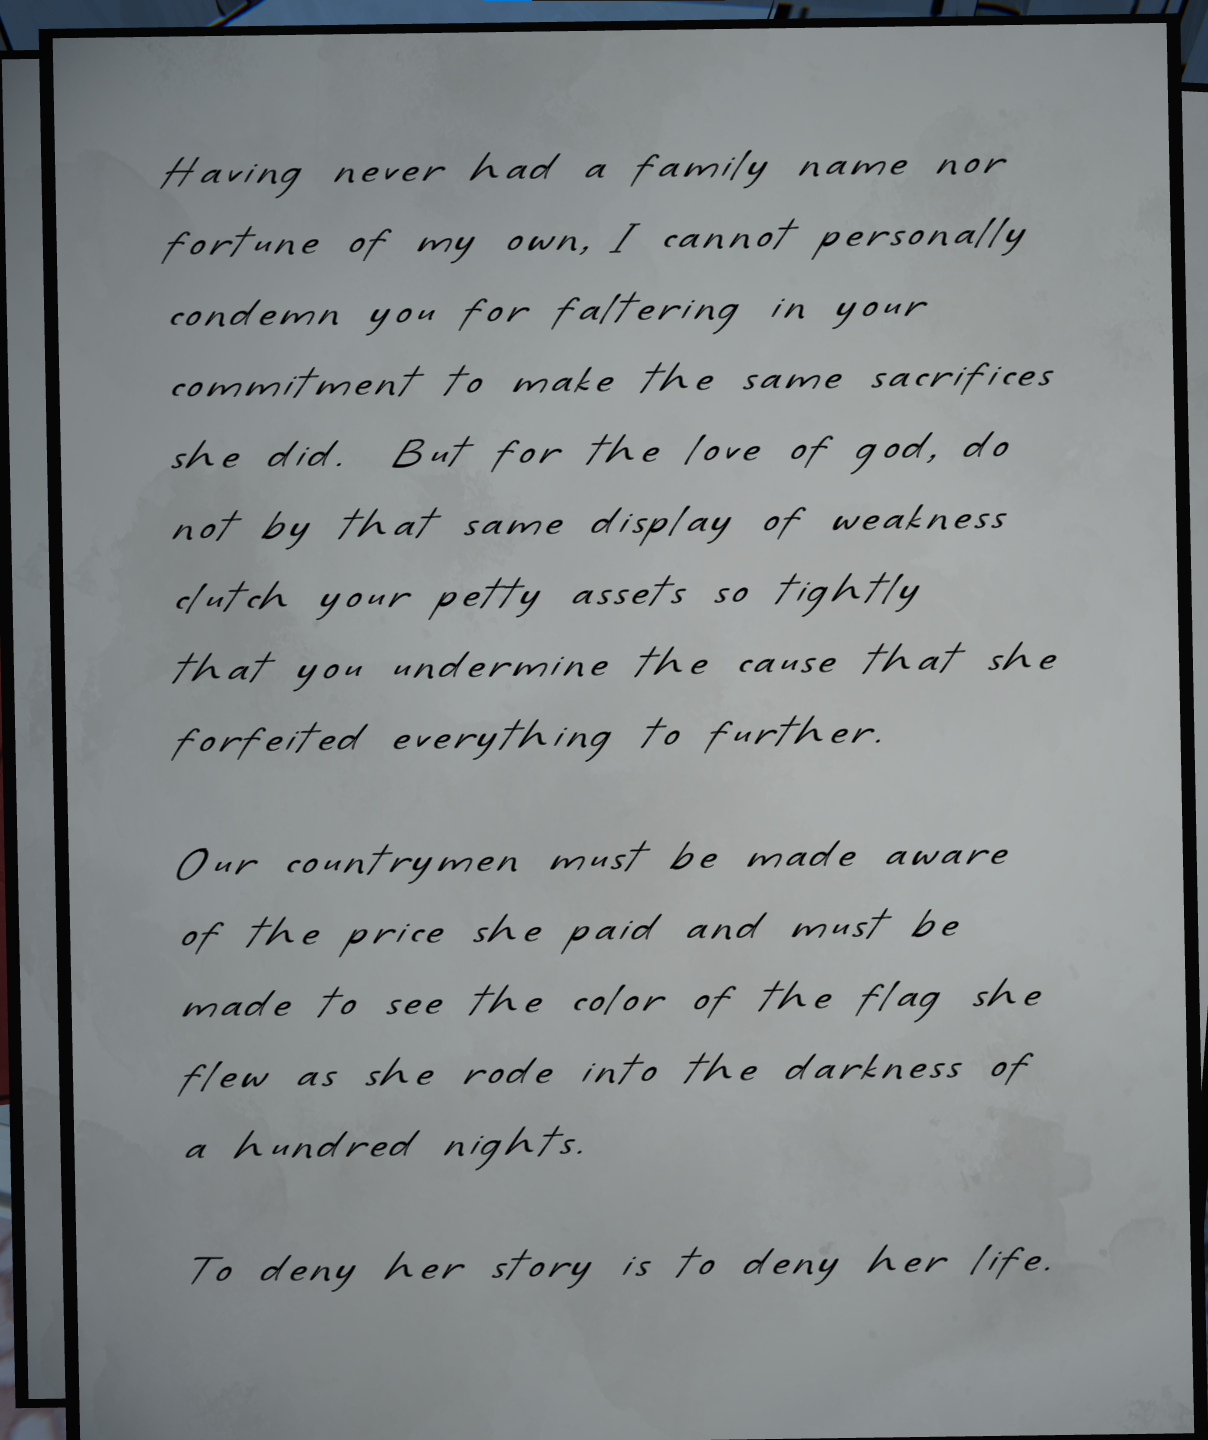 Having never had a family name nor
fortune of my own, I cannot personally
condemn you for faltering in your
commitment to make the same sacrifices
she did. But for the love of god, do
not by that same display of weakness
clutch your petty assets so tightly
that you undermine the cause that she
forfeited everything to further.
Our countrymen must be made aware
of the price she paid and must be
made to see the color of the flag she
flew as she rode into the darkness of
a hundred nights.
To deny her story is to deny her life.